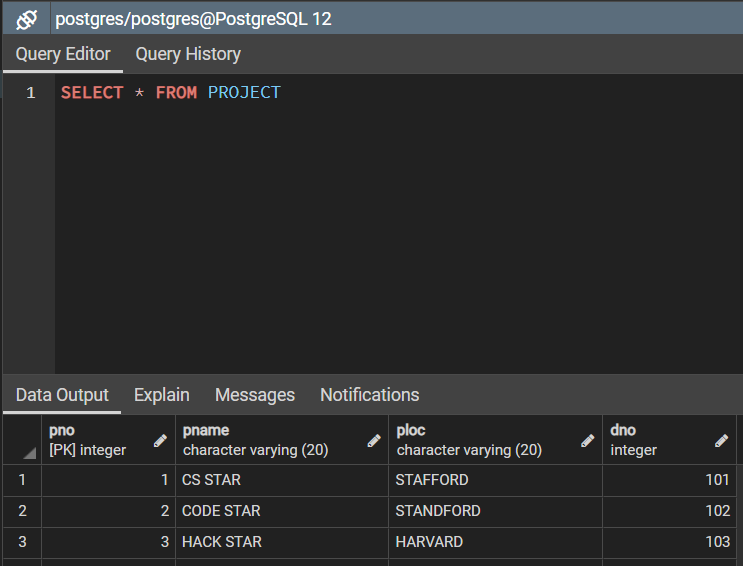 postgres/postgres@PostgreSQL 12
Query Editor Query History
1 SELECT * FROM PROJECT
Data Output Explain Messages Notifications
pno pname ploc dno
[PK] integer character varying (20) character varying (20) integer
1 1 CS STAR STAFFORD 101
2 2 CODE STAR STANDFORD 102
3 3 HACK STAR HARVARD 103